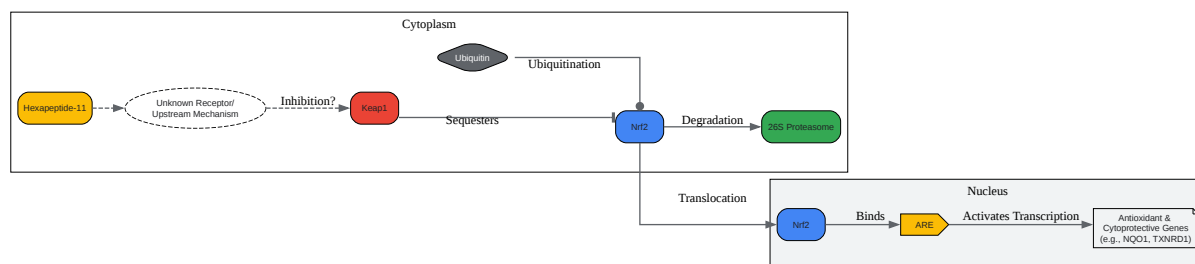 Cytoplasm
Ubiquitin
Ubiquitination
Hexapeptide-11
Unknown Receptor/
Upstream Mechanism
Inhibition?
Keap1
Sequesters
Nrf2
Degradation
26S Proteasome
Translocation
Nucleus
Nrf2
Binds
ARE
Activates Transcription
Antioxidant &
Cytoprotective Genes
(e.g., NQO1, TXNRD1)